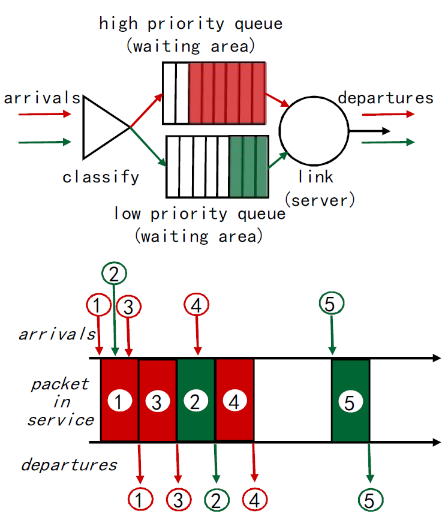 high priority queue
(waiting area)
arrivals
departures
classify
link
(server)
low priority queue
(waiting area)
2
1
3
4
5
arrivals
packet
in
service
1
3
2
4
5
departures
1
3
2
4
5